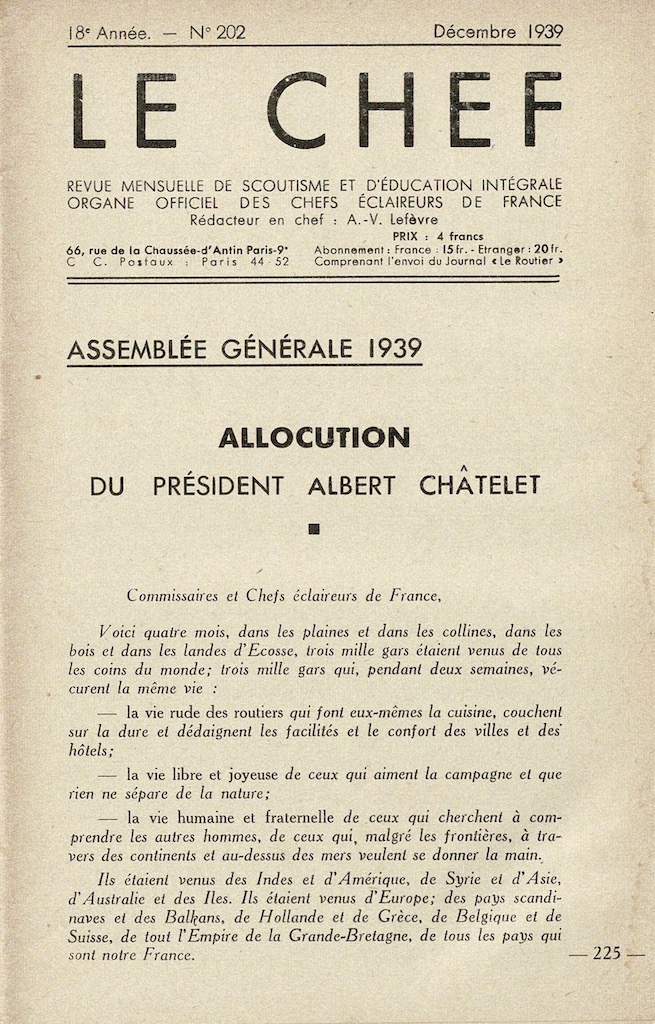 18e Année. — N° 202 Décembre 1939
LE CHEF
REVUE MENSUELLE DE SCOUTISME ET D'ÉDUCATION INTÉGRALE
ORGANE OFFICIEL DES CHEFS ÉCLAIREURS DE FRANCE
Rédacteur en chef : A.-V. Lefèvre
PRIX : 4 francs
66, rue de la Chaussée-d'Antin Paris-9e Abonnement : France : 15 fr. - Etranger : 20 fr.
C C. Postaux : Paris 44-52 Comprenant l'envoi du Journal « Le Routier »
ASSEMBLÉE GÉNÉRALE 1939
ALLOCUTION
DU PRÉSIDENT ALBERT CHÂTELET
Commissaires et Chefs éclaireurs de France,
Voici quatre mois, dans les plaines et dans les collines, dans les
bois et dans les landes d'Ecosse, trois mille gars étaient venus de tous
les coins du monde; trois mille gars qui, pendant deux semaines, vé-
curent la même vie :
— la vie rude des routiers qui font eux-mêmes la cuisine, couchent
sur la dure et dédaignent les facilités et le confort des villes et des
hôtels;
— la vie libre et joyeuse de ceux qui aiment la campagne et que
rien ne sépare de la nature;
— la vie humaine et fraternelle de ceux qui cherchent à com-
prendre les autres hommes, de ceux qui, malgré les frontières, à tra-
vers des continents et au-dessus des mers veulent se donner la main.
Ils étaient venus des Indes et d'Amérique, de Syrie et d'Asie,
d'Australie et des Iles. Ils étaient venus d'Europe; des pays scandi-
naves et des Balkans, de Hollande et de Grèce, de Belgique et de
Suisse, de tout l'Empire de la Grande-Bretagne, de tous les pays qui
sont notre France.
— 225 —